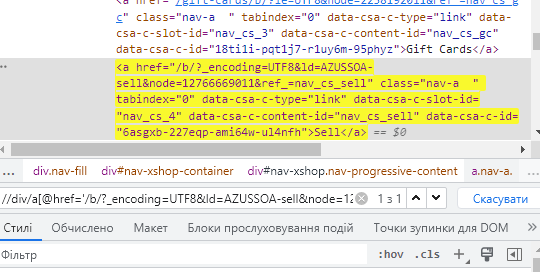 <a href="/gift-cards/b/?ie=UTF8&node=2238192011&ref_=nav_cs_g
c" class="nav-a  " tabindex="0" data-csa-c-type="link" data-
csa-c-slot-id="nav_cs_3" data-csa-c-content-id="nav_cs_gc"
data-csa-c-id="18ti1i-pqt1j7-r1uy6m-95phyz">Gift Cards</a>
<a href="/b/?_encoding=UTF8&ld=AZUSSOA-
sell&node=12766669011&ref_=nav_cs_sell" class="nav-a  "
tabindex="0" data-csa-c-type="link" data-csa-c-slot-id=
"nav_cs_4" data-csa-c-content-id="nav_cs_sell" data-csa-c-id=
"6asgxb-227eqp-ami64w-ul4nfh">Sell</a> == $0
... div.nav-fill div#nav-xshop-container div#nav-xshop.nav-progressive-content a.nav-a.
//div/a[@href='/b/?_encoding=UTF8&ld=AZUSSOA-sell&node=12 1 з 1 Скасувати
Стилі Обчислено Макет Блоки прослуховування подій Точки зупинки для DOM »
Фільтр :hov .cls